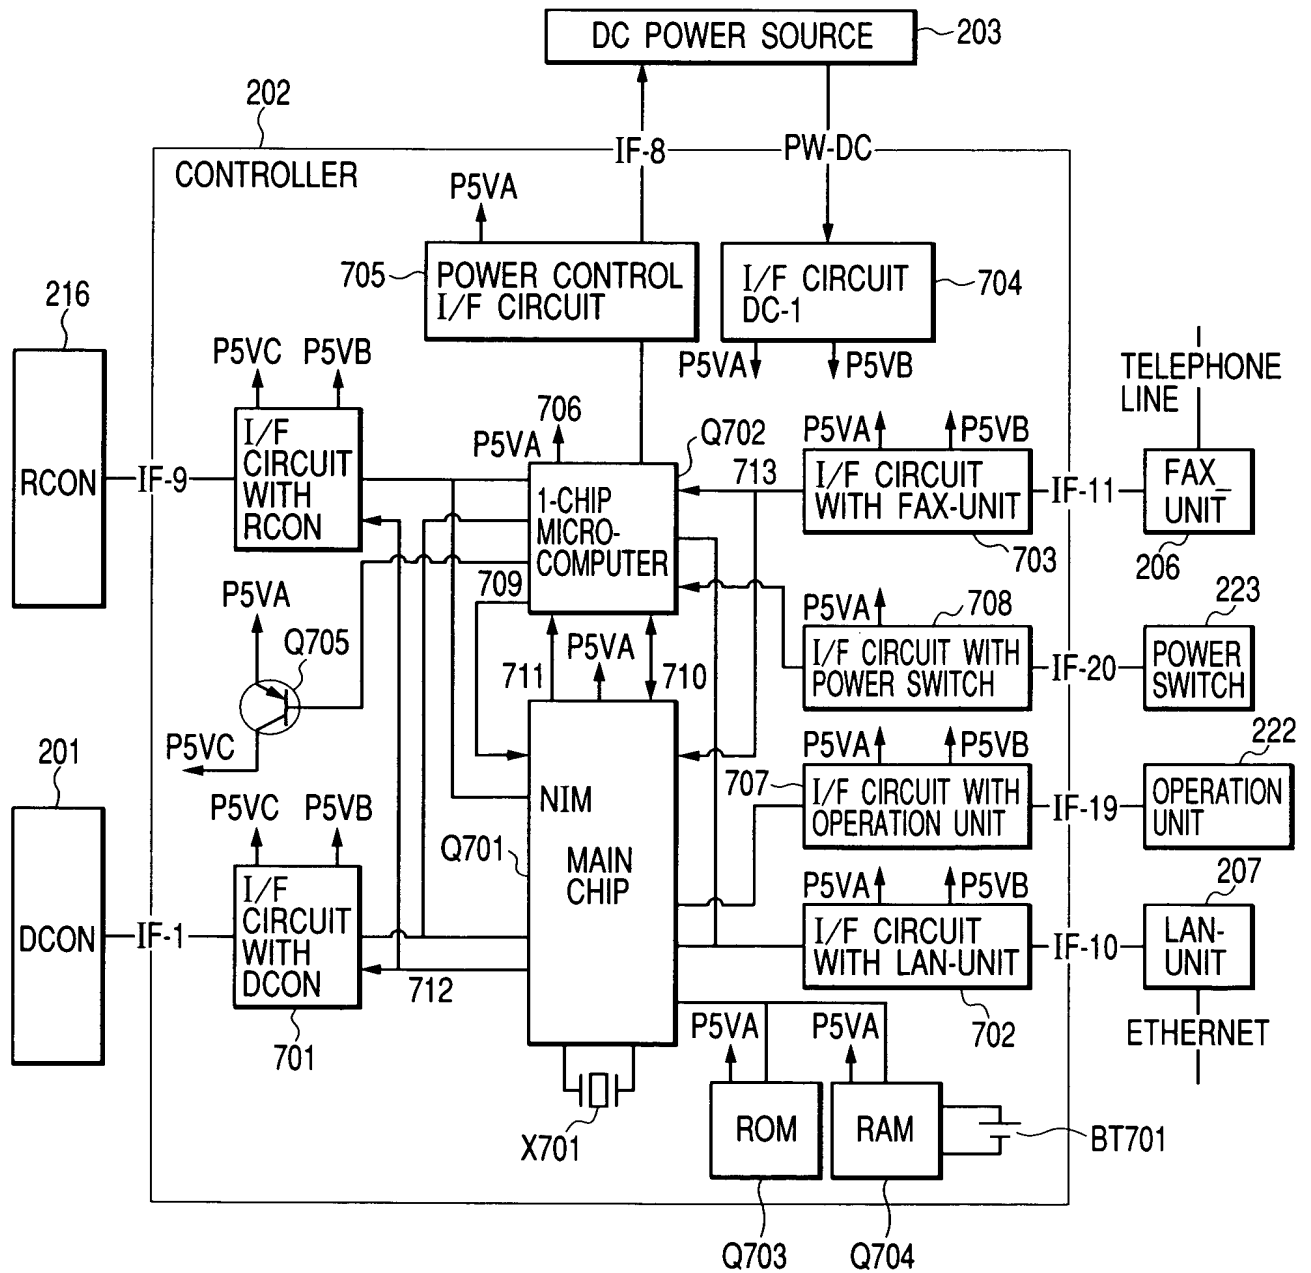 DC POWER SOURCE
203
202
IF-8
PW-DC
CONTROLLER
P5VA
705
POWER CONTROL
I/F CIRCUIT
I/F CIRCUIT
DC-1
704
216
P5VC
P5VB
P5VA
P5VB
TELEPHONE
LINE
RCON
IF-9
I/F
CIRCUIT
WITH
RCON
706
P5VA
Q702
713
1-CHIP
MICRO-
COMPUTER
P5VA
P5VB
I/F CIRCUIT
WITH FAX-UNIT
703
IF-11
FAX_
UNIT
206
709
P5VA
Q705
P5VC
711
P5VA
710
P5VA
708
I/F CIRCUIT WITH
POWER SWITCH
IF-20
223
POWER
SWITCH
P5VA
P5VB
707
I/F CIRCUIT WITH
OPERATION UNIT
IF-19
222
OPERATION
UNIT
201
DCON
IF-1
P5VC
P5VB
I/F
CIRCUIT
WITH
DCON
701
712
NIM
Q701
MAIN
CHIP
P5VA
P5VB
I/F CIRCUIT
WITH LAN-UNIT
702
IF-10
207
LAN-
UNIT
ETHERNET
P5VA
P5VA
X701
ROM
RAM
BT701
Q703
Q704